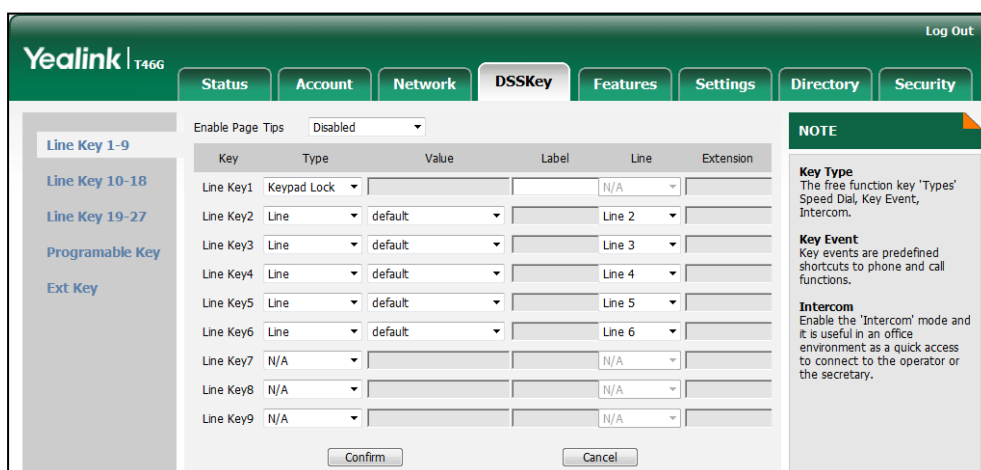 Log Out
Yealink T46G
Status Account Network DSSKey Features Settings Directory Security
Line Key 1-9
Line Key 10-18
Line Key 19-27
Programable Key
Ext Key
Enable Page Tips Disabled
Key Type Value Label Line Extension
Line Key1 Keypad Lock N/A
Line Key2 Line default Line 2
Line Key3 Line default Line 3
Line Key4 Line default Line 4
Line Key5 Line default Line 5
Line Key6 Line default Line 6
Line Key7 N/A N/A
Line Key8 N/A N/A
Line Key9 N/A N/A
Confirm Cancel
NOTE
Key Type
The free function key 'Types'
Speed Dial, Key Event,
Intercom.
Key Event
Key events are predefined
shortcuts to phone and call
functions.
Intercom
Enable the 'Intercom' mode and
it is useful in an office
environment as a quick access
to connect to the operator or
the secretary.